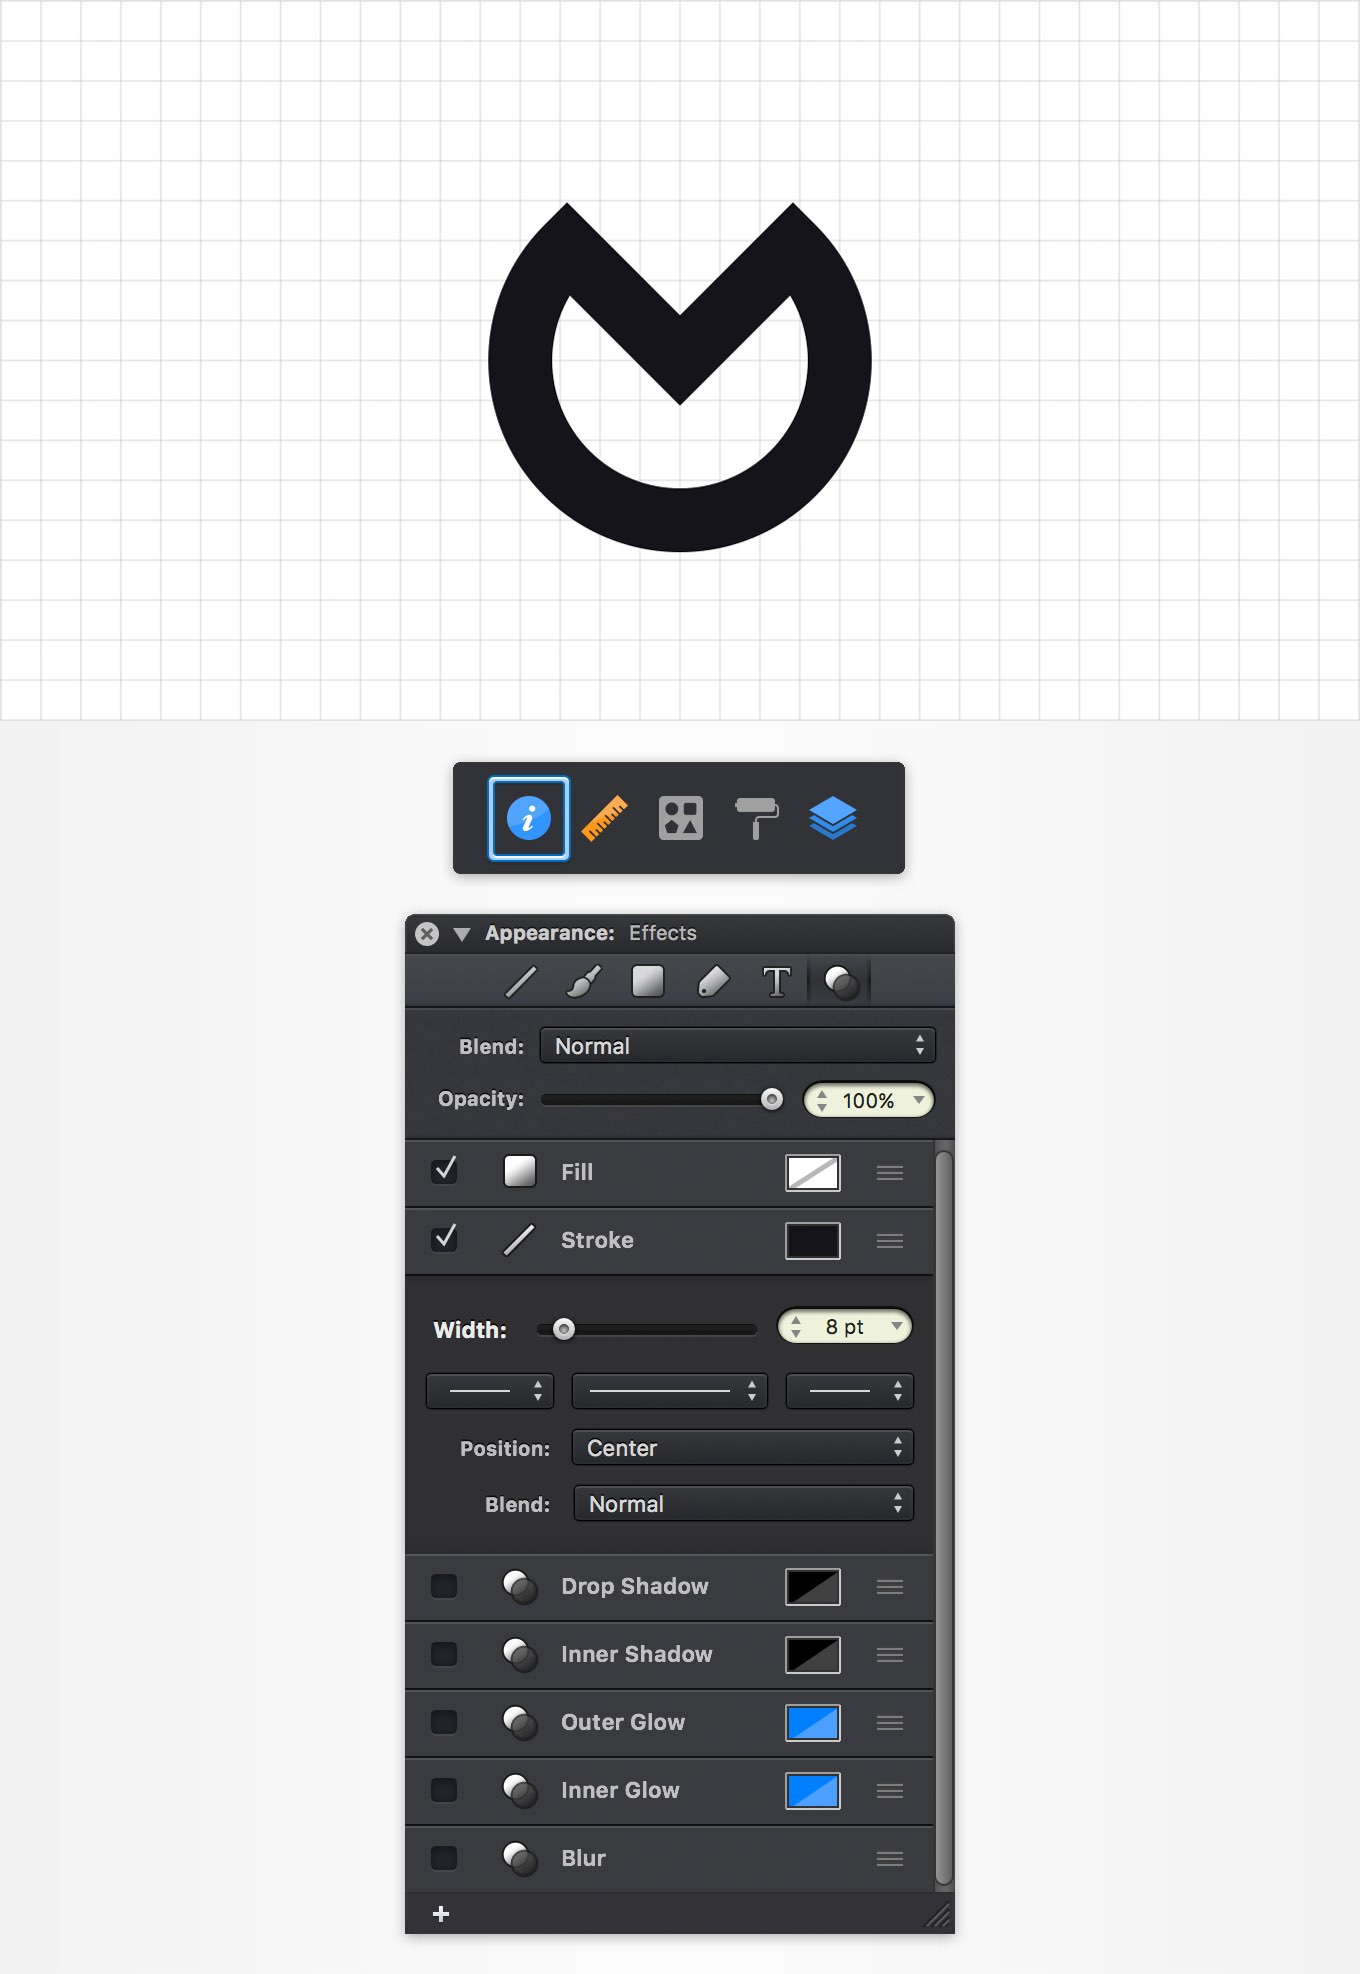 Appearance: Effects
T
Blend: Normal
Opacity: 100%
Fill
Stroke
Width: 8 pt
Position: Center
Blend: Normal
Drop Shadow
Inner Shadow
Outer Glow
Inner Glow
Blur